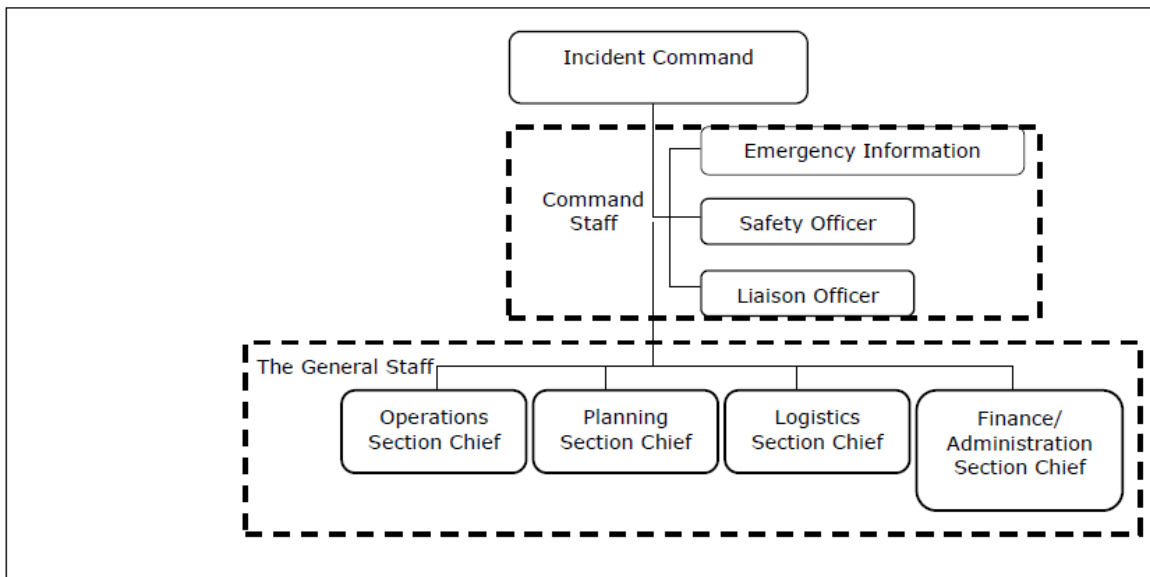 Incident Command
Emergency Information
Command
Staff
Safety Officer
Liaison Officer
The General Staff
Operations
Section Chief
Planning
Section Chief
Logistics
Section Chief
Finance/
Administration
Section Chief